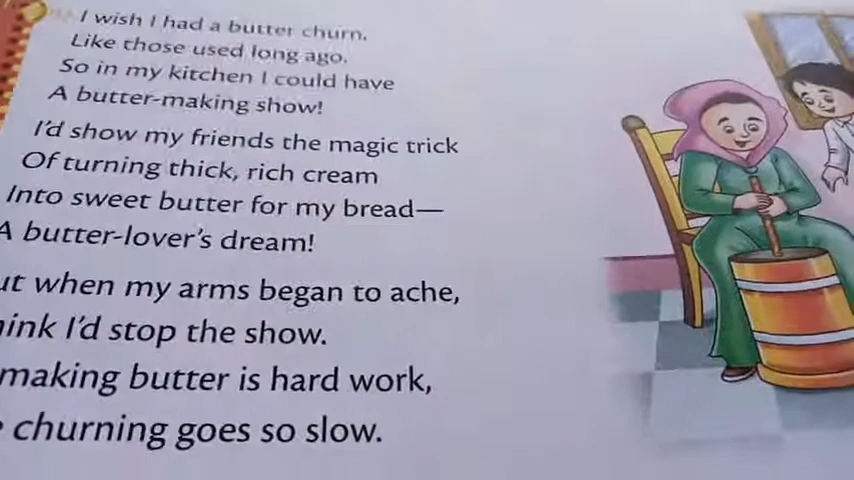 I wish I had a butter churn,
Like those used long ago,
So in my kitchen I could have
A butter-making show!
I'd show my friends the magic trick
Of turning thick, rich cream
Into sweet butter for my bread—
A butter-lover's dream!
when my arms began to ache,
I'd stop the show.
making butter is hard work,
churning goes so slow.